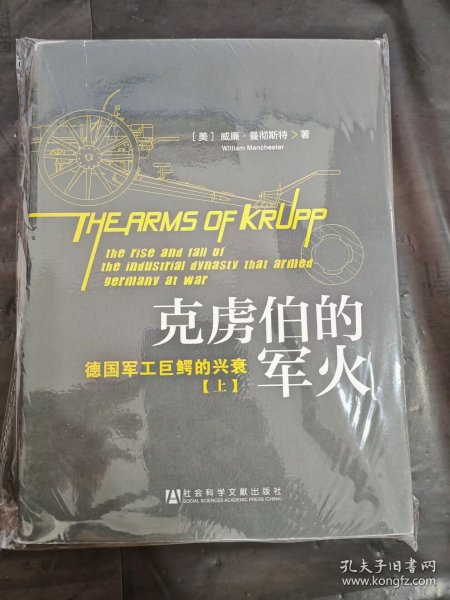 ［美］威廉·曼彻斯特＞著
William Manchester
THE ARMS OF KRUPP
the rise and fall of
the industrial dynasty that armed
germany at war
克虏伯的
军火
德国军工巨鳄的兴衰
【上】
社会科学文献出版社
SOCIAL SCIENCES ACADEMIC PRESS (CHINA)
孔夫子旧书网
www.kongfz.com